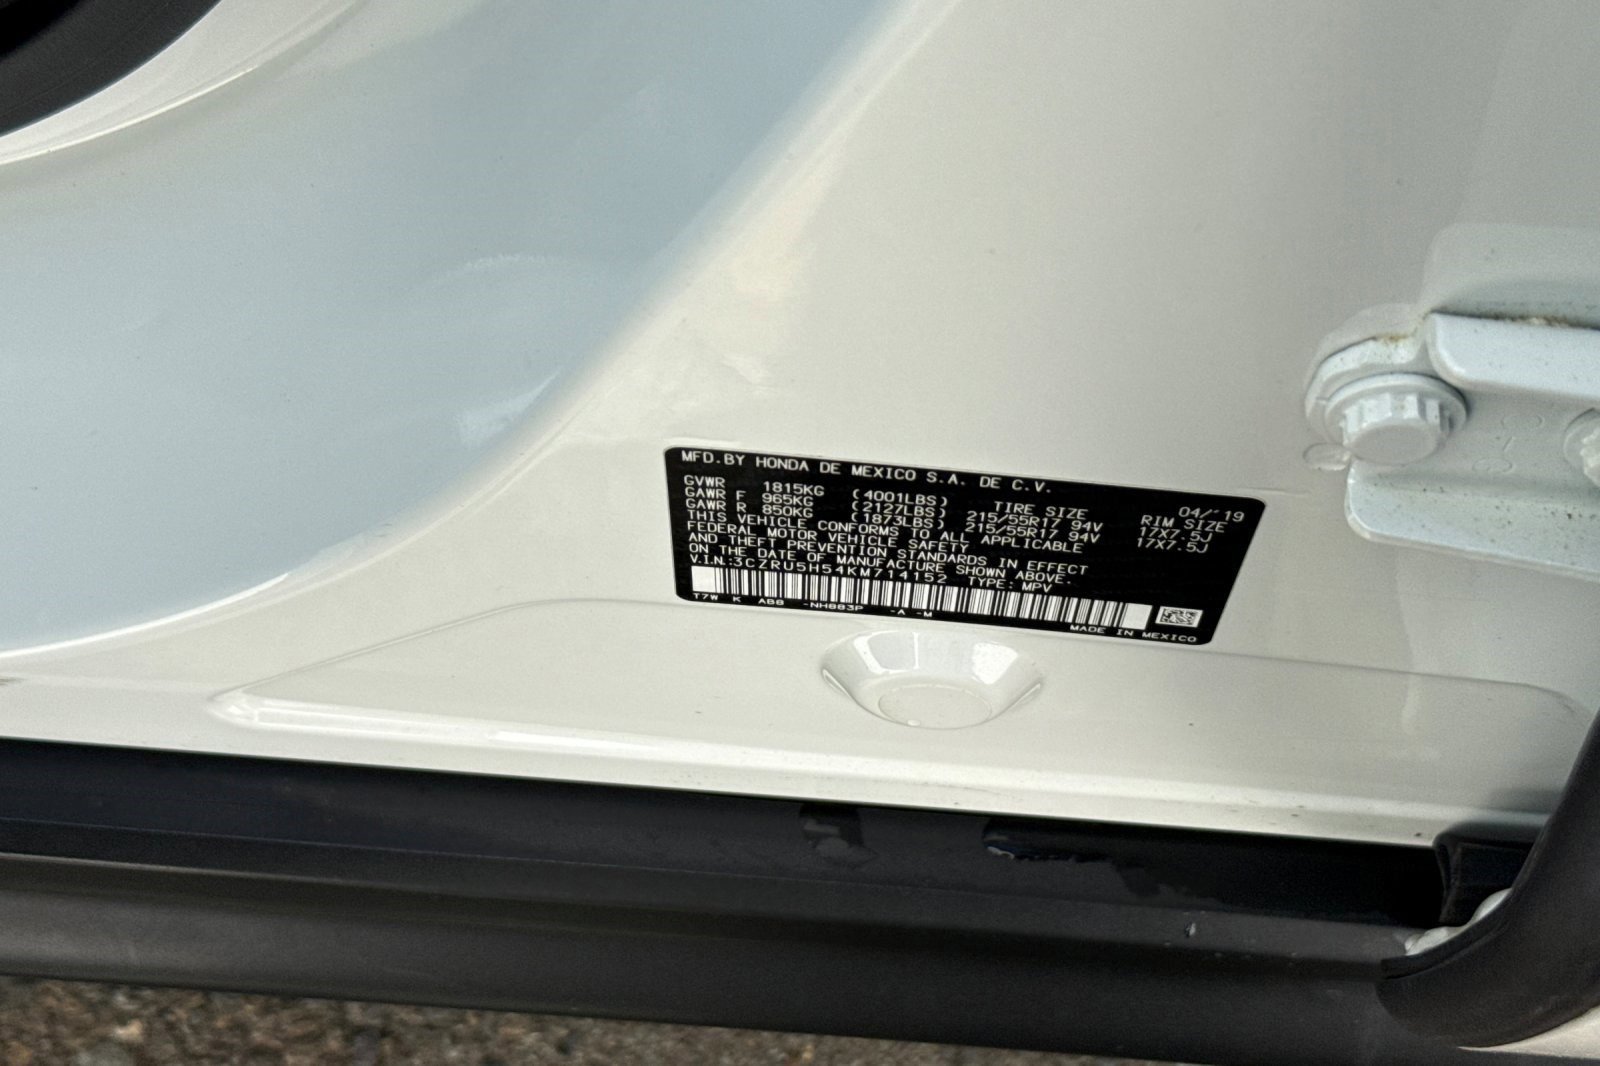 MFD.BY HONDA DE MEXICO S.A. DE C.V.
04/'19
GVWR 1815KG (4001LBS) TIRE SIZE RIM SIZE
GAWR F 965KG (2127LBS) 215/55R17 94V 17X7.5J
GAWR R 850KG (1873LBS) 215/55R17 94V 17X7.5J
THIS VEHICLE CONFORMS TO ALL APPLICABLE
FEDERAL MOTOR VEHICLE SAFETY
AND THEFT PREVENTION STANDARDS IN EFFECT
ON THE DATE OF MANUFACTURE SHOWN ABOVE.
V.I.N.:3CZRU5H54KM714152 TYPE: MPV
T7W K AB8 -NH883P -A -M
MADE IN MEXICO